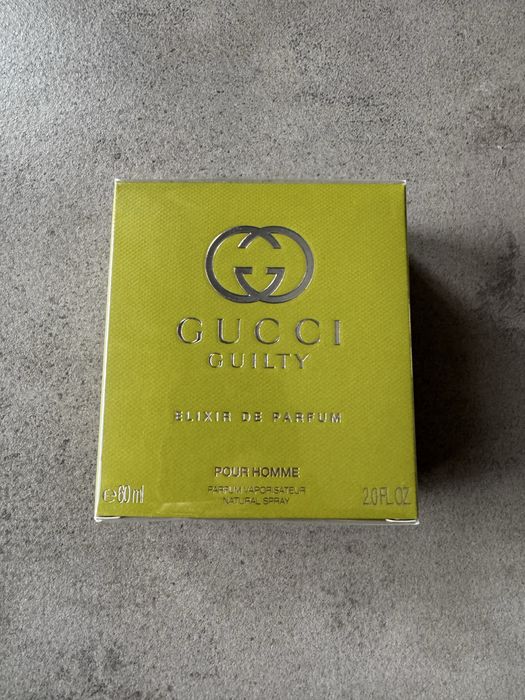 GUCCI
GUILTY
ELIXIR DE PARFUM
POUR HOMME
PARFUM VAPORISATEUR
NATURAL SPRAY
℮60 ml
2.0 FL.OZ